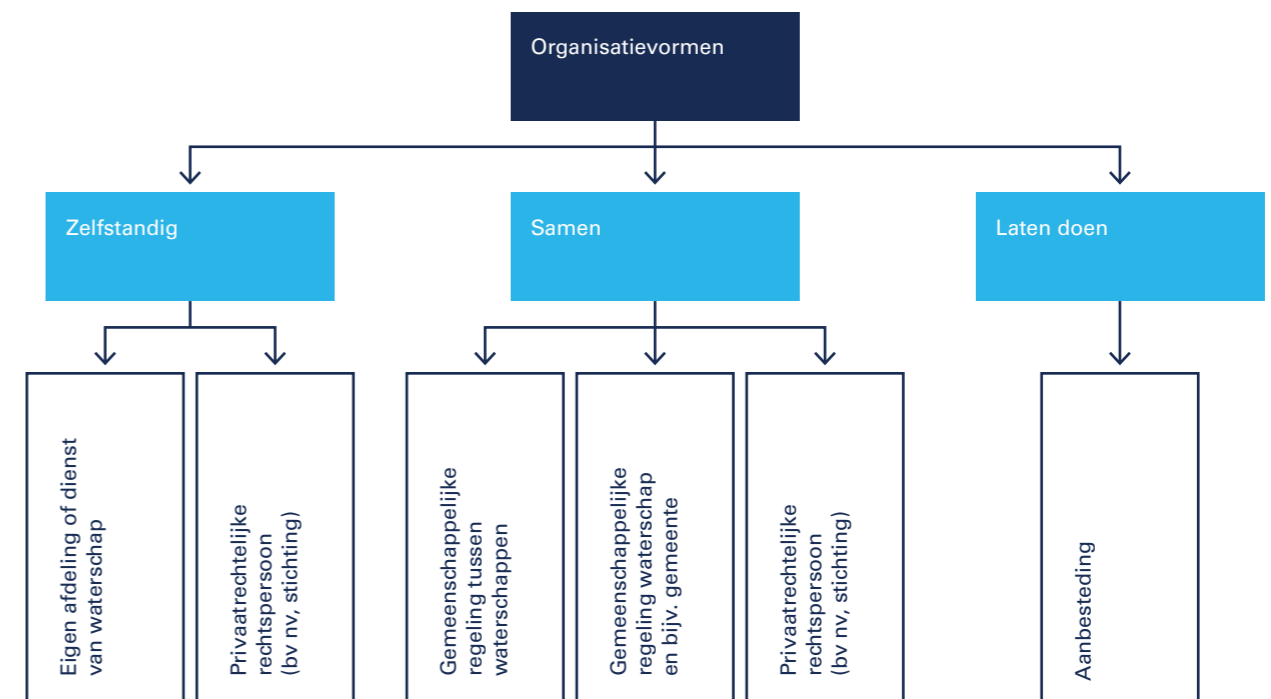 Organisatievormen
Zelfstandig
Samen
Laten doen
Eigen afdeling of dienst
van waterschap
Privaatrechtelijke
rechtspersoon
(bv nv, stichting)
Gemeenschappelijke
regeling tussen
waterschappen
Gemeenschappelijke
regeling waterschap
en bijv. gemeente
Privaatrechtelijke
rechtspersoon
(bv nv, stichting)
Aanbesteding